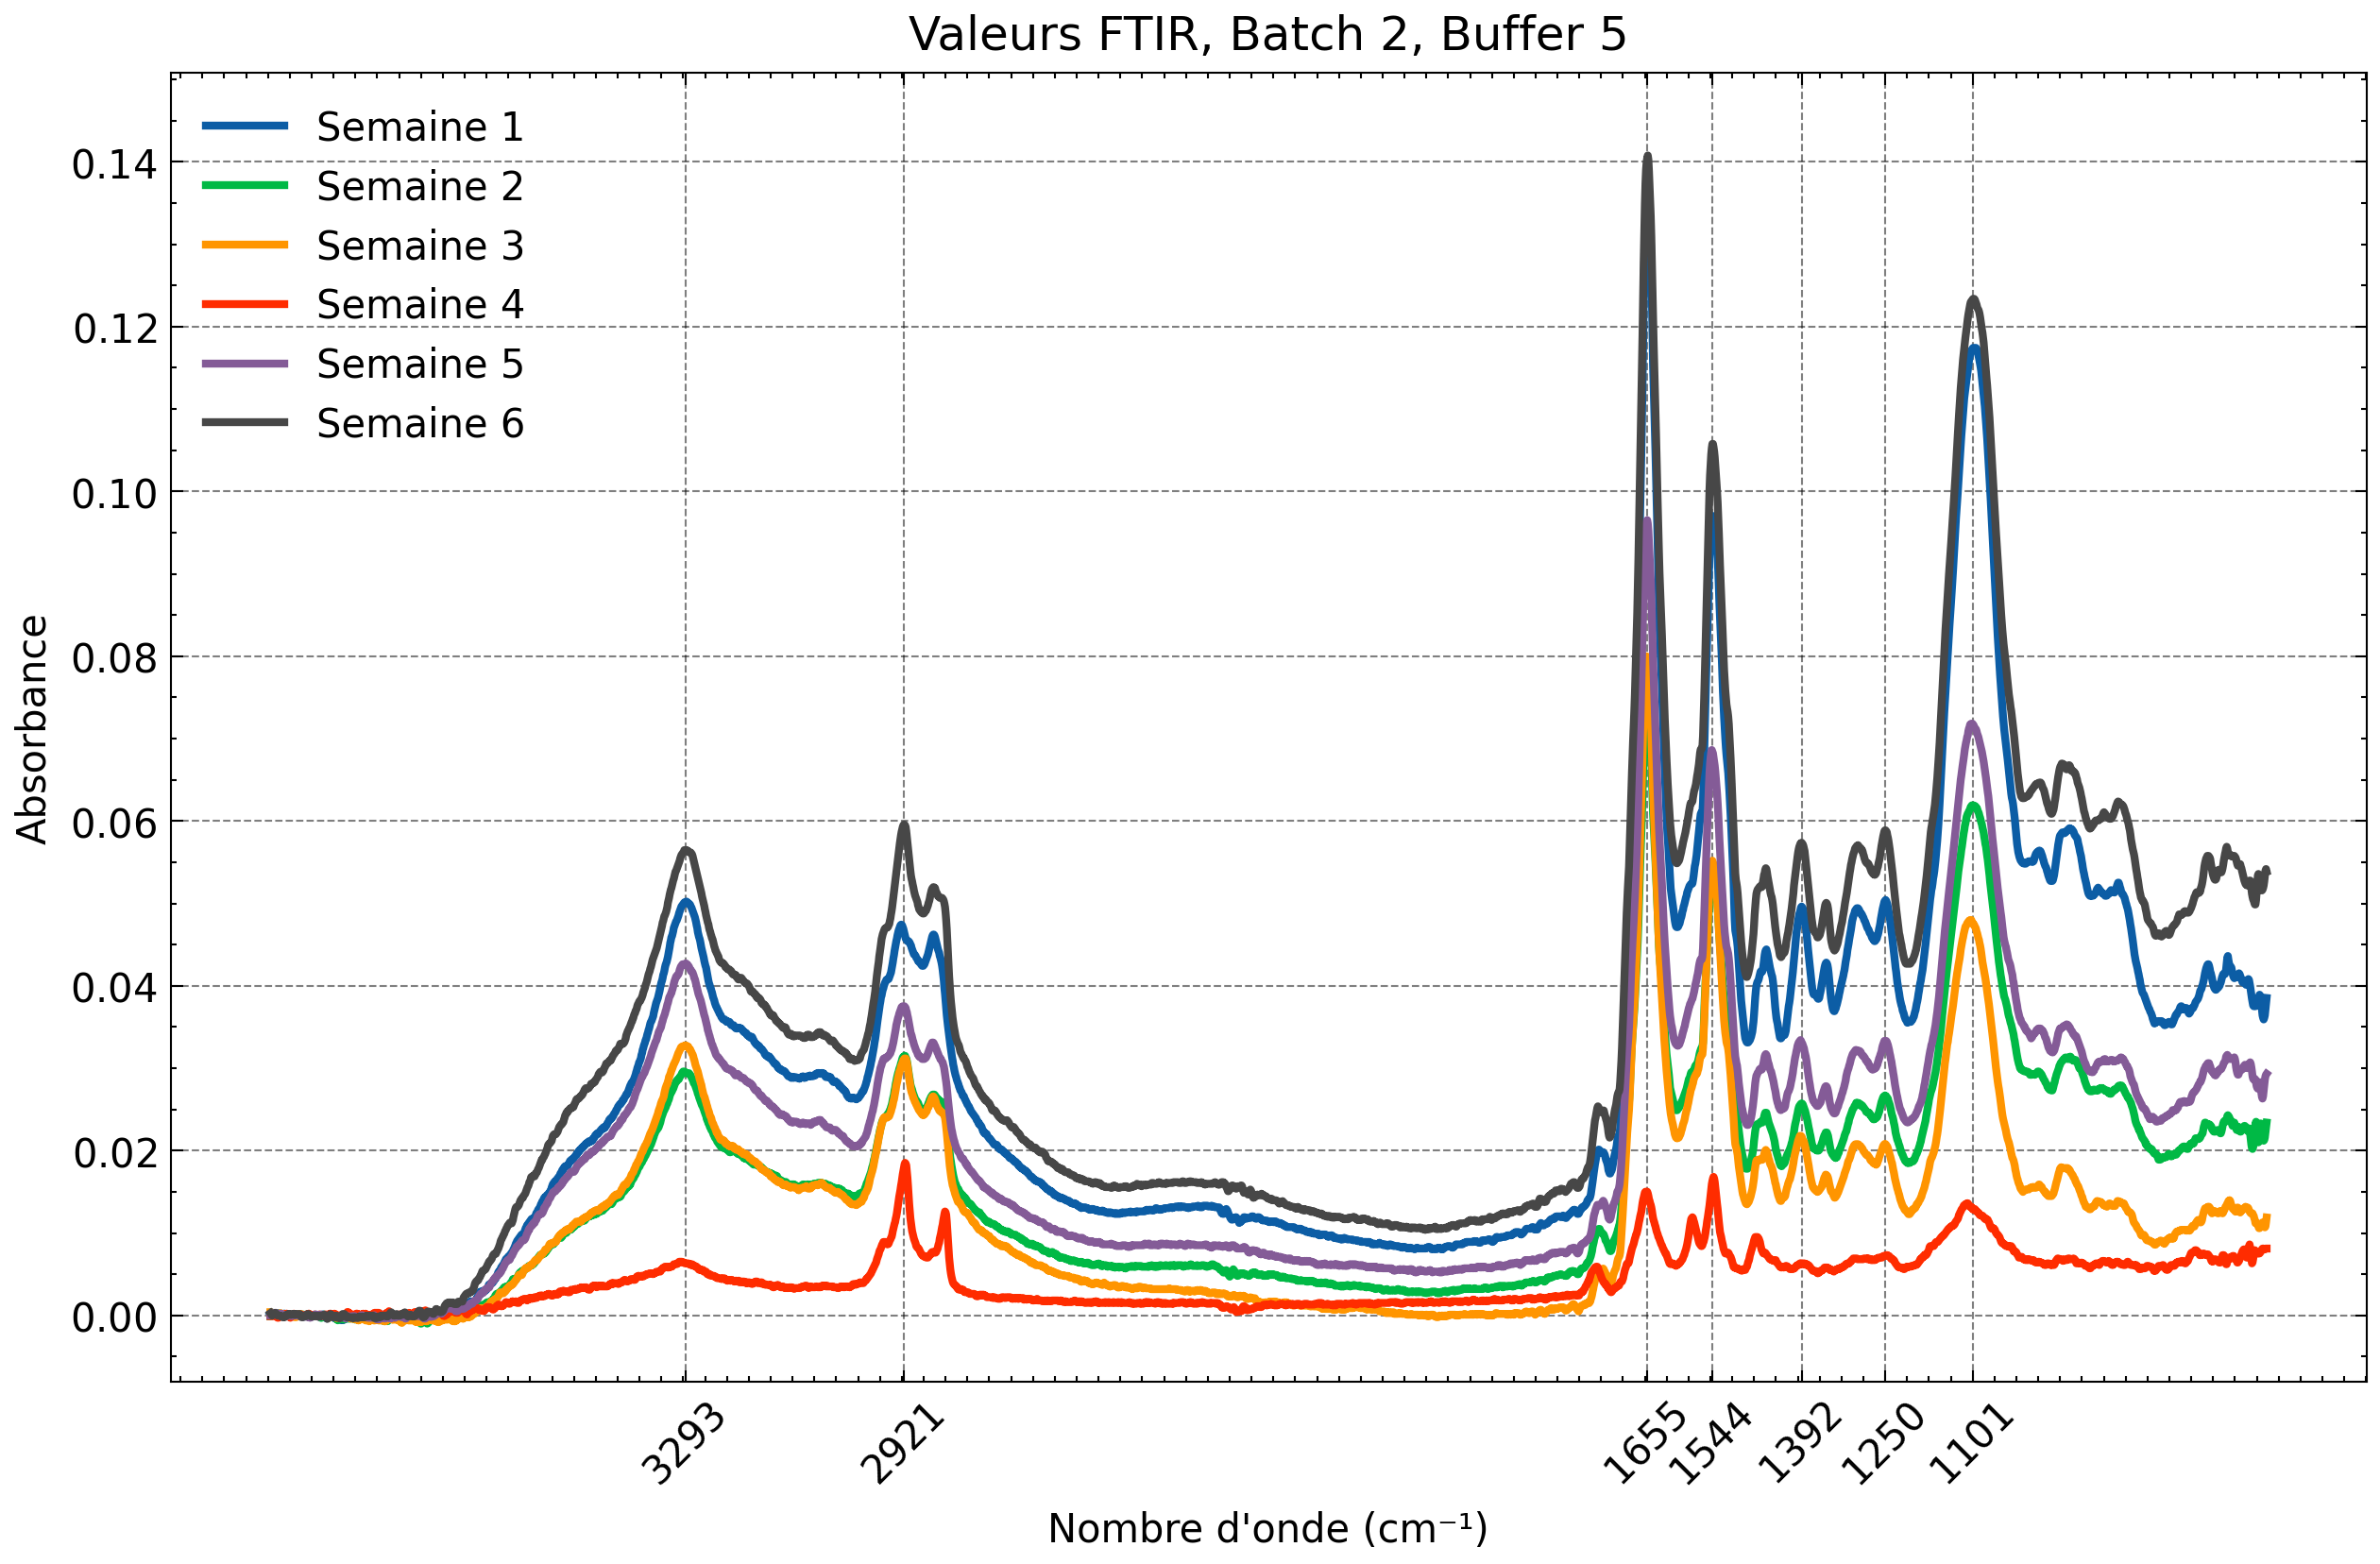 Valeurs FTIR, Batch 2, Buffer 5
Semaine 1
Semaine 2
Semaine 3
Semaine 4
Semaine 5
Semaine 6
0.14
0.12
0.10
0.08
0.06
0.04
0.02
0.00
Absorbance
3293
2921
1655
1544
1392
1250
1101
Nombre d'onde (cm⁻¹)